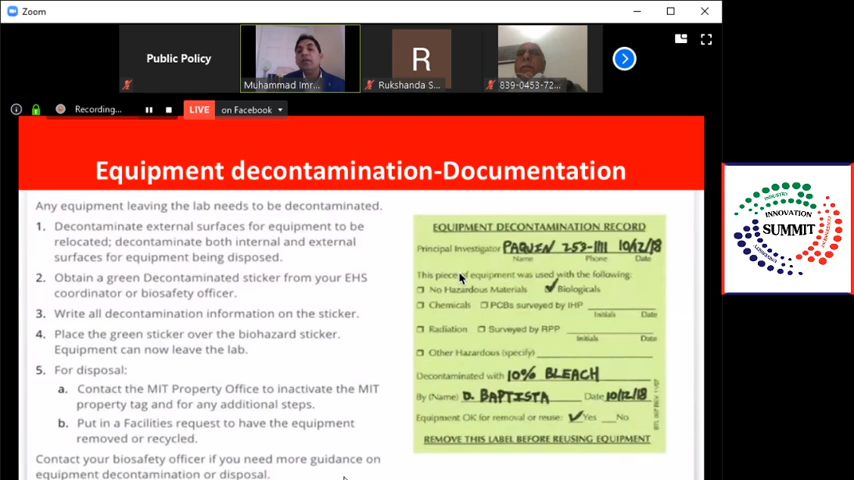 Zoom
Public Policy
R
Muhammad Imr...
Rukshanda S...
839-0453-72...
Recording...
LIVE
on Facebook
Equipment decontamination-Documentation
Any equipment leaving the lab needs to be decontaminated.
1. Decontaminate external surfaces for equipment to be
relocated; decontaminate both internal and external
surfaces for equipment being disposed.
2. Obtain a green Decontaminated sticker from your EHS
coordinator or biosafety officer.
3. Write all decontamination information on the sticker.
4. Place the green sticker over the biohazard sticker.
Equipment can now leave the lab.
5. For disposal:
a. Contact the MIT Property Office to inactivate the MIT
property tag and for any additional steps.
b. Put in a Facilities request to have the equipment
removed or recycled.
Contact your biosafety officer if you need more guidance on
equipment decontamination or disposal.
EQUIPMENT DECONTAMINATION RECORD
Principal Investigator PAQUIN 253-1111 10/12/18
Name Phone Date
This piece of equipment was used with the following:
No Hazardous Materials Biologicals
Chemicals PCBs surveyed by IHP
Initials Date
Radiation Surveyed by RPP
Initials Date
Other Hazardous (specify)
Decontaminated with 10% BLEACH
By (Name) D. BAPTISTA Date 10/12/18
Equipment OK for removal or reuse: Yes No
REMOVE THIS LABEL BEFORE REUSING EQUIPMENT
INDUSTRY
INNOVATION
SUMMIT
GOVERNMENT